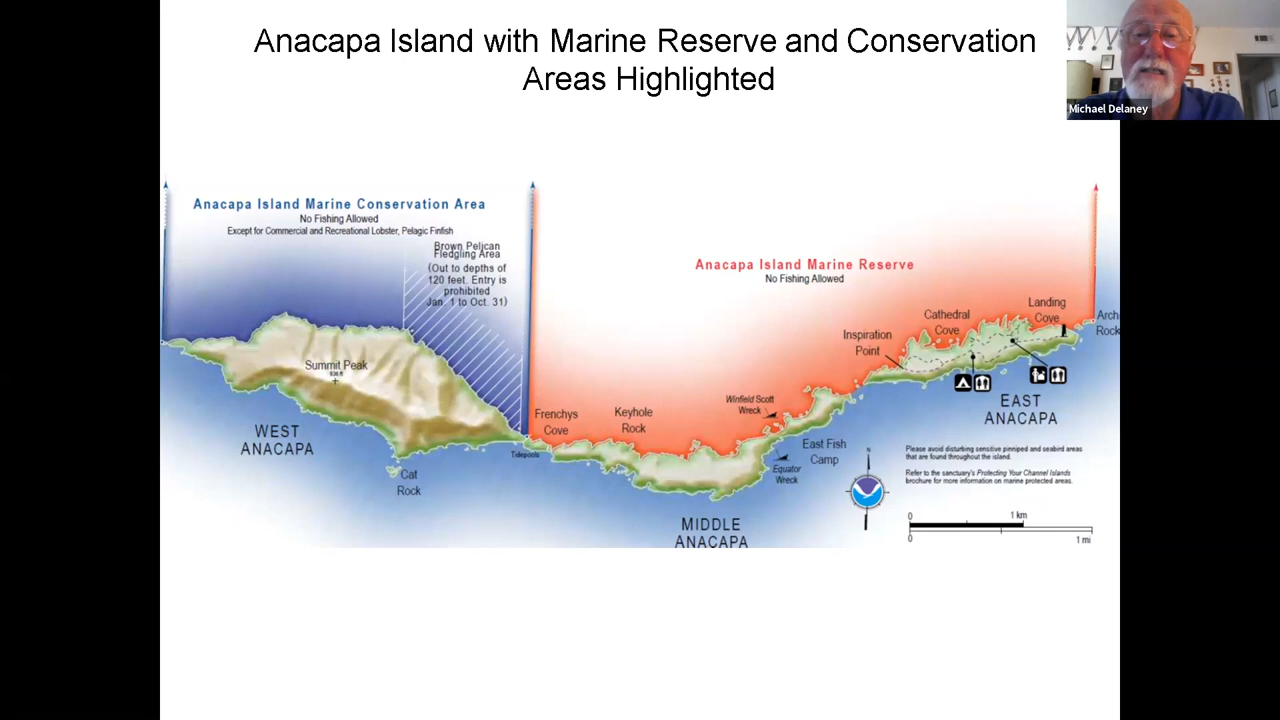 Anacapa Island with Marine Reserve and Conservation
Areas Highlighted
Michael Delaney
Anacapa Island Marine Conservation Area
No Fishing Allowed
Except for Commercial and Recreational Lobster, Pelagic Finfish
Brown Pelican
Fledgling Area
(Out to depths of
120 feet. Entry is
prohibited
Jan. 1 to Oct. 31)
Anacapa Island Marine Reserve
No Fishing Allowed
Landing
Cove
Cathedral
Cove
Arch
Rock
Inspiration
Point
Summit Peak
Winfield Scott
Wreck
Frenchys
Cove
Keyhole
Rock
EAST
ANACAPA
WEST
ANACAPA
Tidepools
East Fish
Camp
Equator
Wreck
Cat
Rock
N
Please avoid disturbing sensitive pinniped and seabird areas
that are found throughout the island.
Refer to the sanctuary's Protecting Your Channel Islands
brochure for more information on marine protected areas.
MIDDLE
ANACAPA
0
1 km
0
1 mi